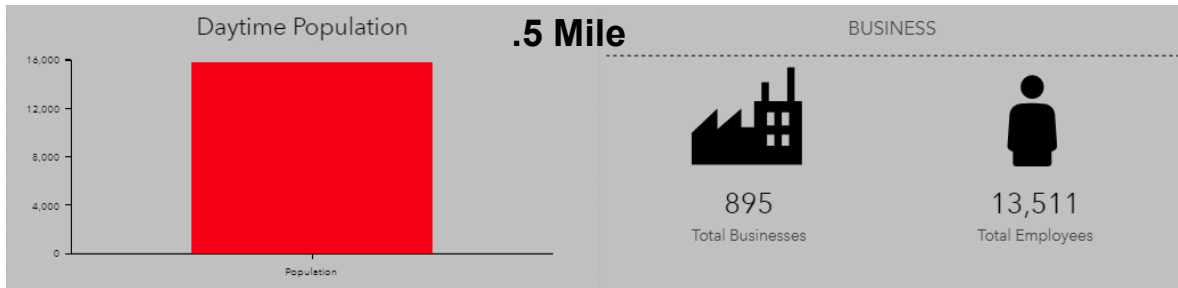 Daytime Population
.5 Mile
BUSINESS
16,000
12,000
8,000
4,000
0
Population
895
Total Businesses
13,511
Total Employees